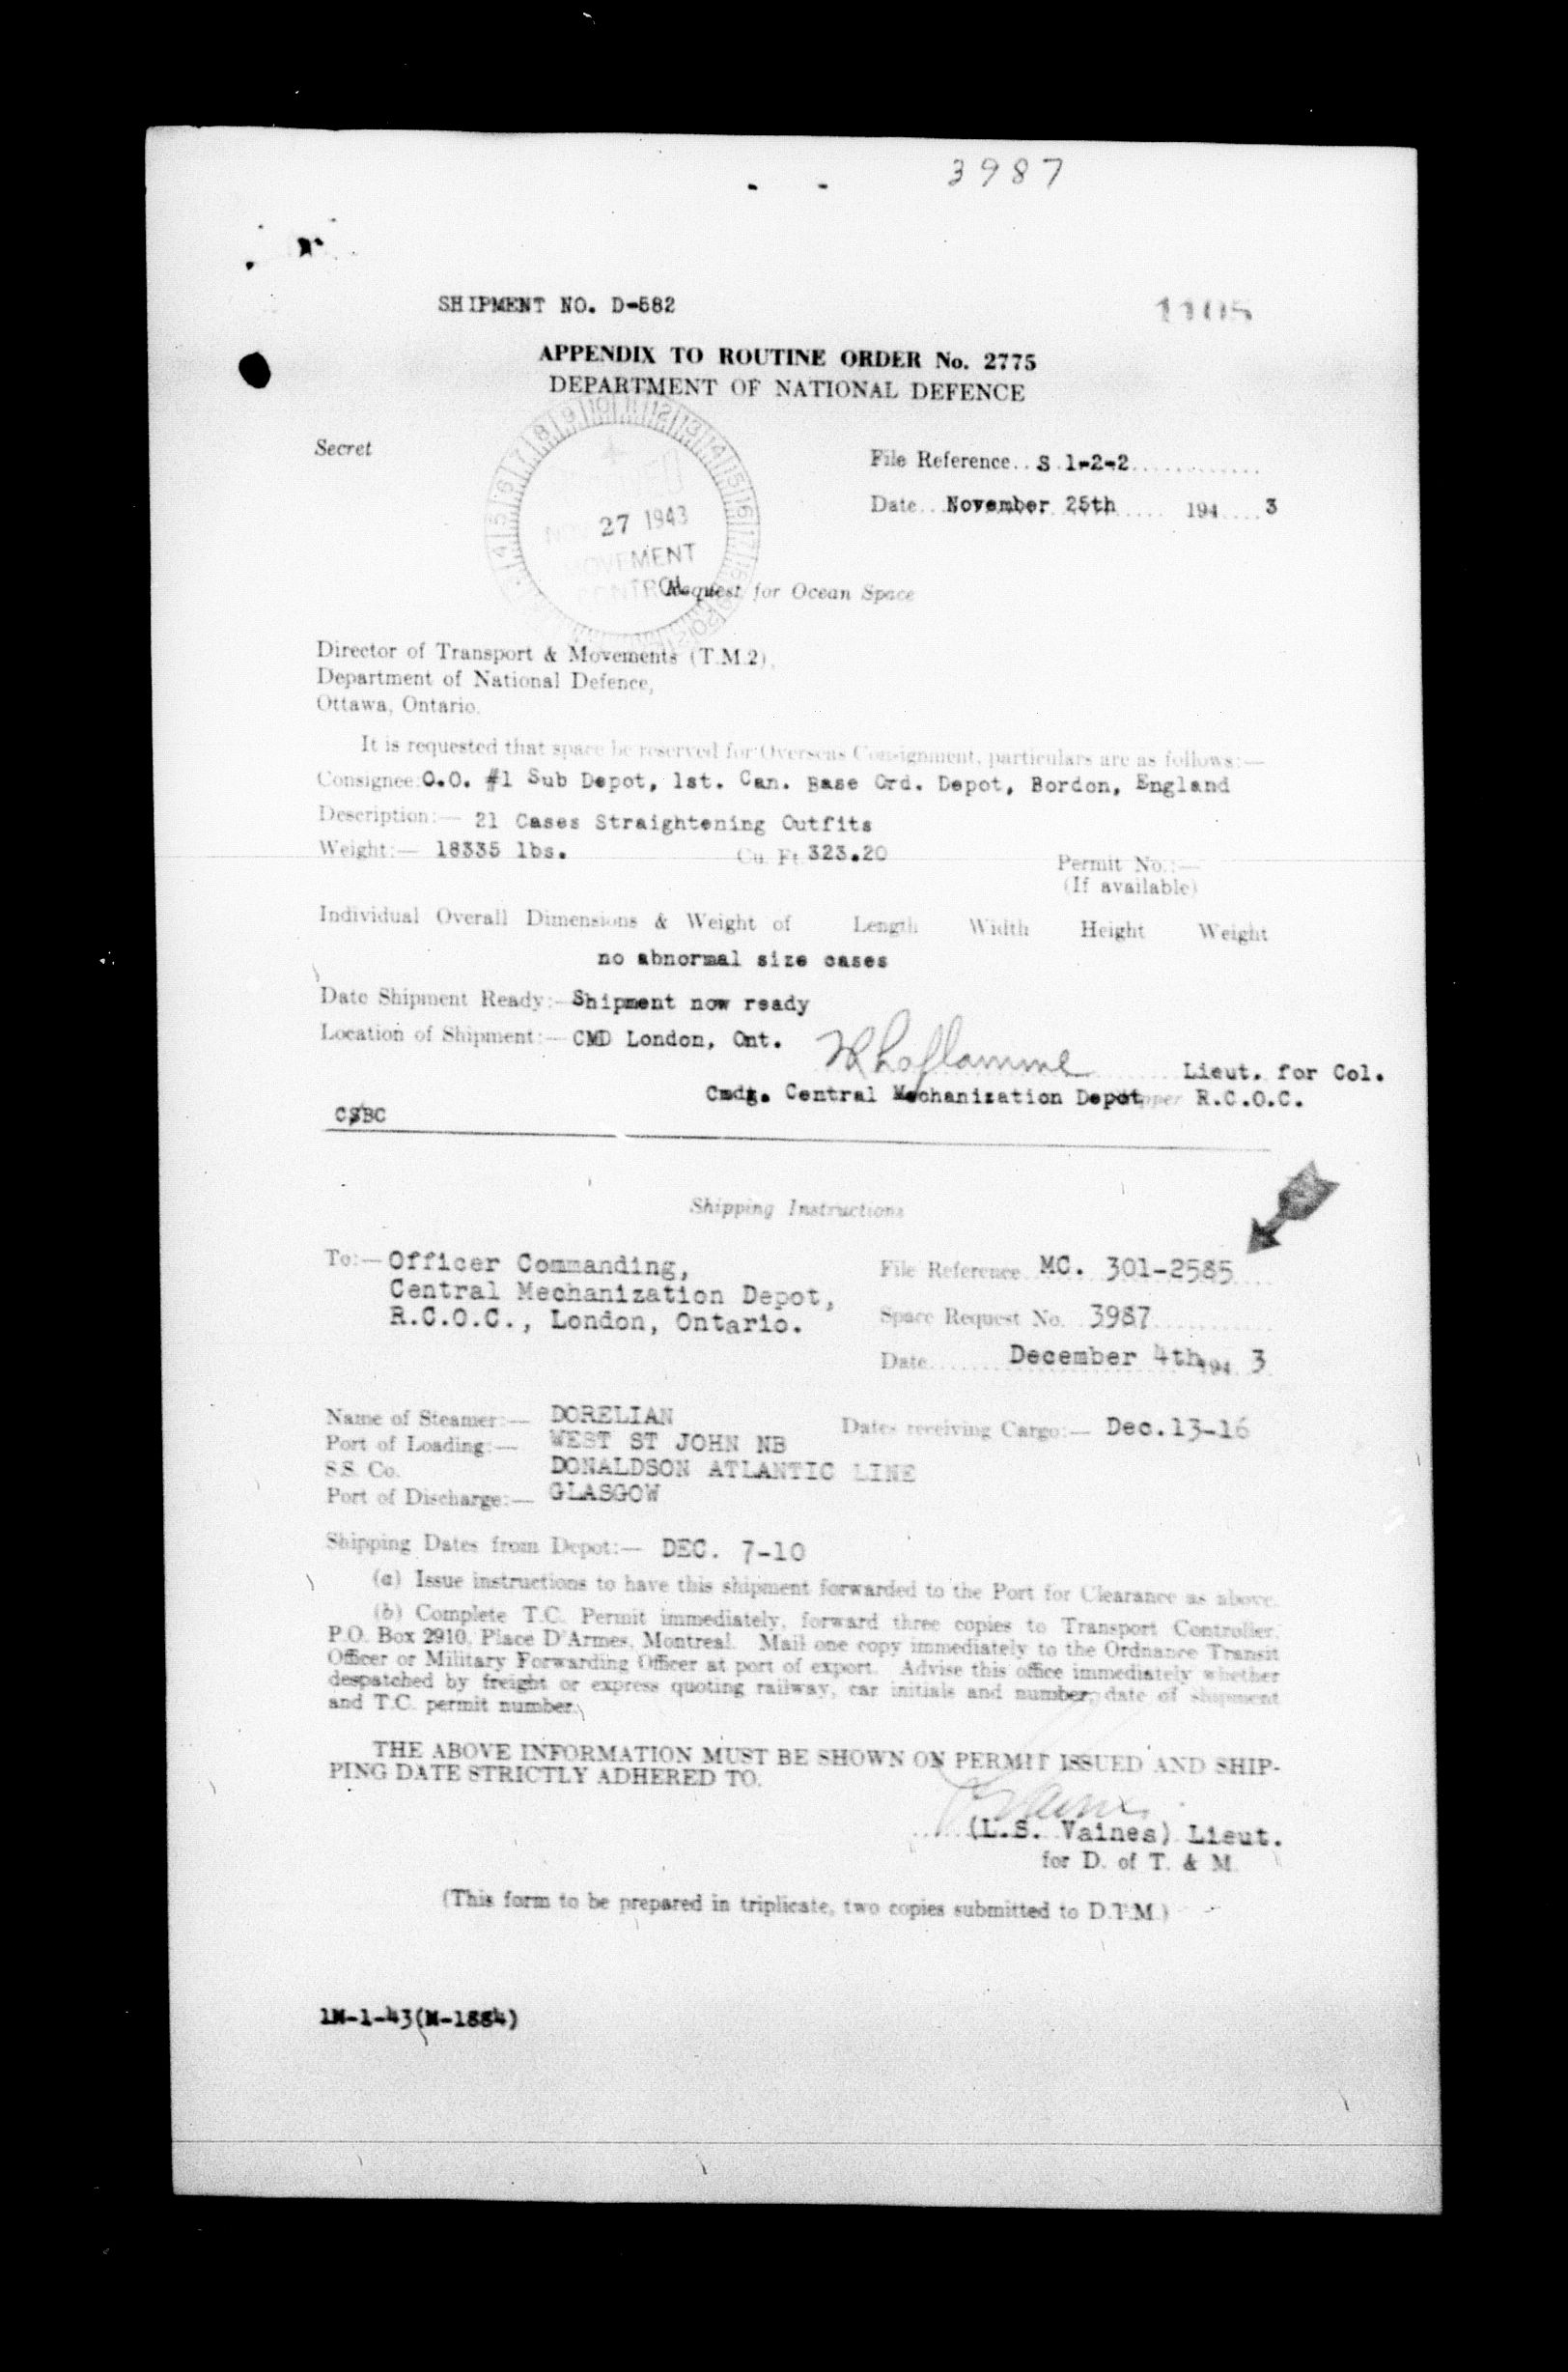 3987
SHIPMENT NO. D-582
1105
APPENDIX TO ROUTINE ORDER No. 2775
DEPARTMENT OF NATIONAL DEFENCE
Secret
File Reference.. S 1-2-2
Date... November 25th 194 3
27 1943
MOVEMENT
CONTROL
Request for Ocean Space
Director of Transport & Movements (T.M.2),
Department of National Defence,
Ottawa, Ontario.
It is requested that space be reserved for Overseas Consignment, particulars are as follows:—
Consignee: O.O. #1 Sub Depot, 1st. Can. Base Ord. Depot, Bordon, England
Description:— 21 Cases Straightening Outfits
Weight:— 18335 lbs. Cu. Ft. 323.20 Permit No.:—
(If available)
Individual Overall Dimensions & Weight of Length Width Height Weight
no abnormal size cases
Date Shipment Ready:— Shipment now ready
Location of Shipment:— CMD London, Ont.
Lieut. for Col.
Cmdg. Central Mechanization Depot R.C.O.C.
CSBC
Shipping Instructions
To:— Officer Commanding,
Central Mechanization Depot,
R.C.O.C., London, Ontario.
File Reference MC. 301-2585
Space Request No. 3987
Date December 4th 194 3
Name of Steamer:— DORELIAN Dates receiving Cargo:— Dec.13-16
Port of Loading:— WEST ST JOHN NB
S.S. Co. DONALDSON ATLANTIC LINE
Port of Discharge:— GLASGOW
Shipping Dates from Depot:— DEC. 7-10
(a) Issue instructions to have this shipment forwarded to the Port for Clearance as above.
(b) Complete T.C. Permit immediately, forward three copies to Transport Controller,
P.O. Box 2910, Place D'Armes, Montreal. Mail one copy immediately to the Ordnance Transit
Officer or Military Forwarding Officer at port of export. Advise this office immediately whether
despatched by freight or express quoting railway, car initials and number, date of shipment
and T.C. permit number.
THE ABOVE INFORMATION MUST BE SHOWN ON PERMIT ISSUED AND SHIP-
PING DATE STRICTLY ADHERED TO.
(L.S. Vaines) Lieut.
for D. of T. & M.
(This form to be prepared in triplicate, two copies submitted to D.T.M.)
1M-1-43(M-1884)